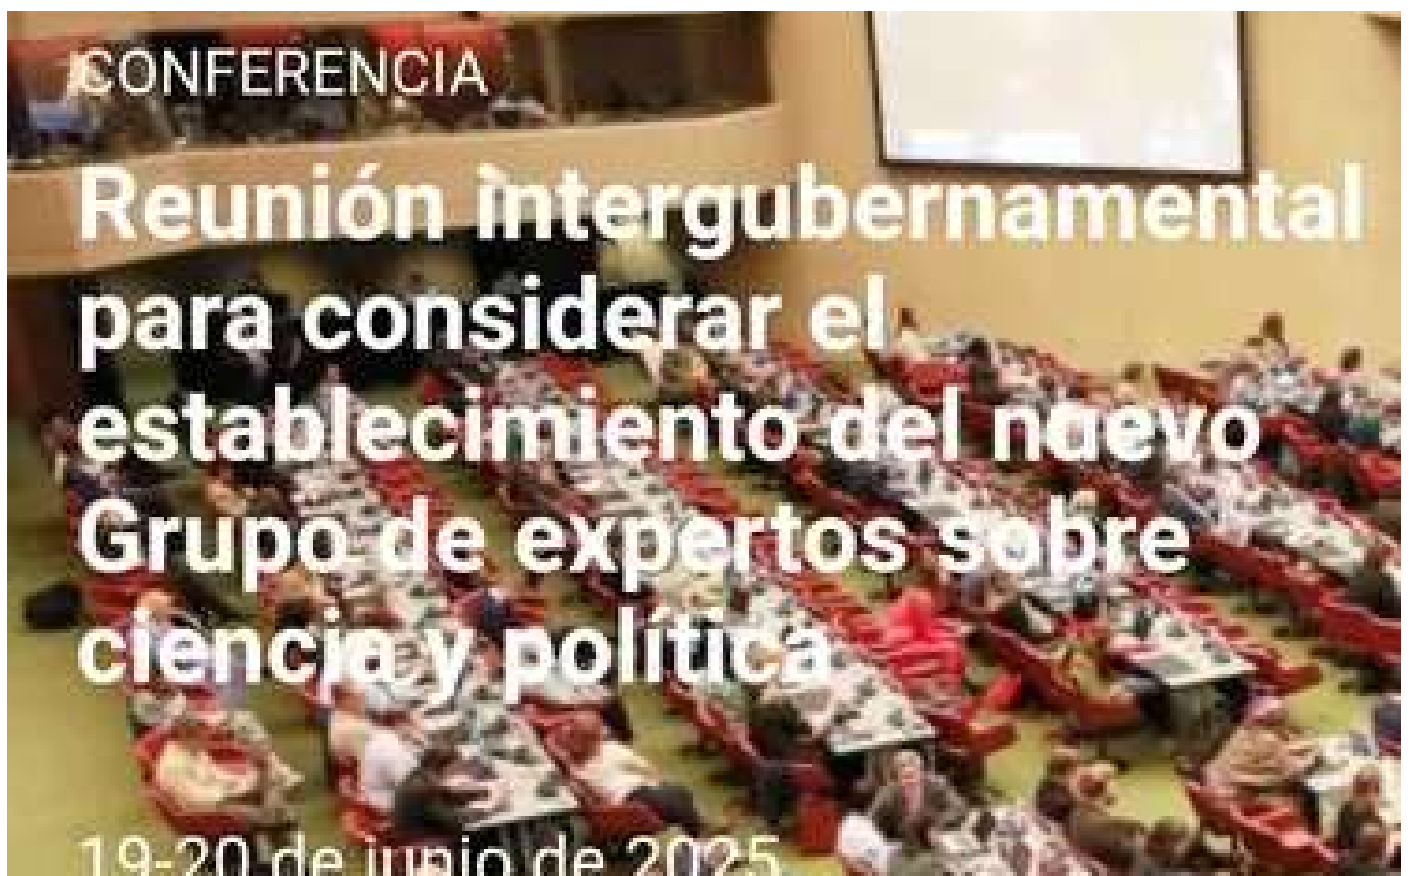 CONFERENCIA
Reunión intergubernamental
para considerar el
establecimiento del nuevo
Grupo de expertos sobre
ciencia y política
19-20 de junio de 2025